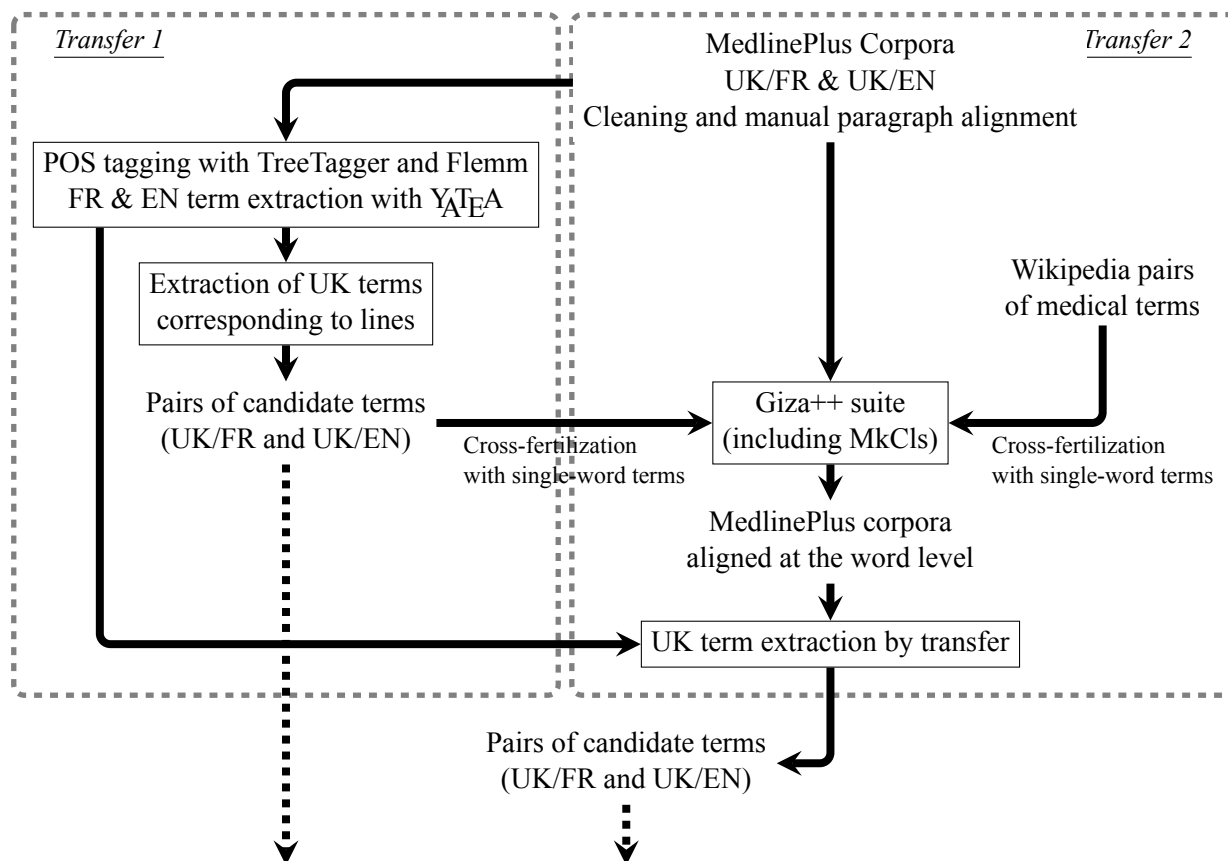 Transfer 1
MedlinePlus Corpora
UK/FR & UK/EN
Cleaning and manual paragraph alignment
Transfer 2
POS tagging with TreeTagger and Flemm
FR & EN term extraction with YATEA
Extraction of UK terms
corresponding to lines
Wikipedia pairs
of medical terms
Pairs of candidate terms
(UK/FR and UK/EN)
Cross-fertilization
with single-word terms
Giza++ suite
(including MkCls)
Cross-fertilization
with single-word terms
MedlinePlus corpora
aligned at the word level
UK term extraction by transfer
Pairs of candidate terms
(UK/FR and UK/EN)